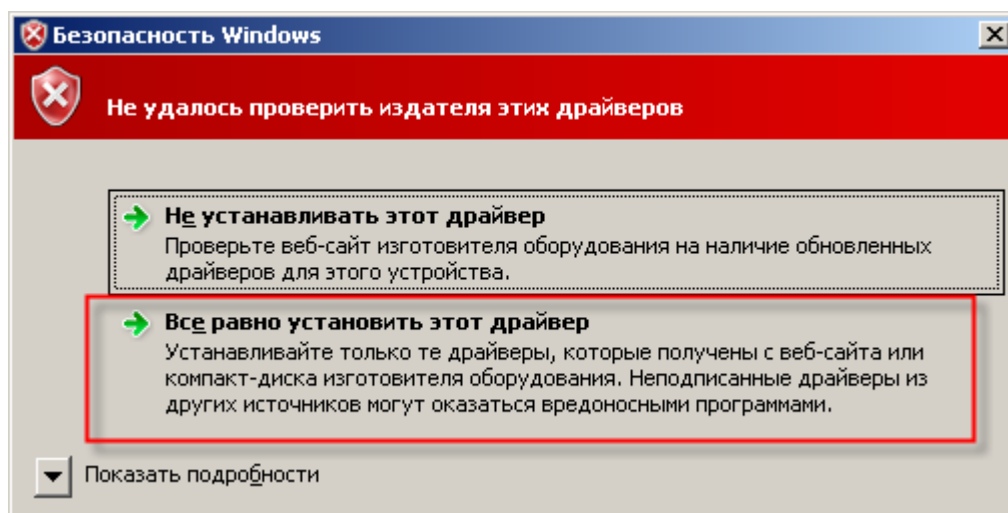 Безопасность Windows
Не удалось проверить издателя этих драйверов
Не устанавливать этот драйвер
Проверьте веб-сайт изготовителя оборудования на наличие обновленных
драйверов для этого устройства.
Все равно установить этот драйвер
Устанавливайте только те драйверы, которые получены с веб-сайта или
компакт-диска изготовителя оборудования. Неподписанные драйверы из
других источников могут оказаться вредоносными программами.
Показать подробности